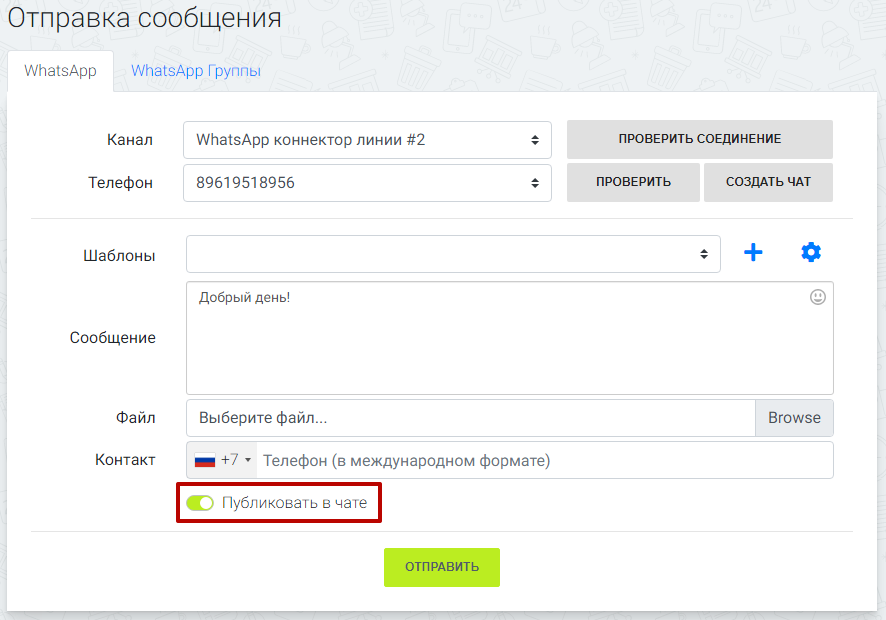 Отправка сообщения
WhatsApp WhatsApp Группы
Канал WhatsApp коннектор линии #2 ПРОВЕРИТЬ СОЕДИНЕНИЕ
Телефон 89619518956 ПРОВЕРИТЬ СОЗДАТЬ ЧАТ
Шаблоны
Добрый день!
Сообщение
Файл Выберите файл... Browse
Контакт +7 Телефон (в международном формате)
Публиковать в чате
ОТПРАВИТЬ